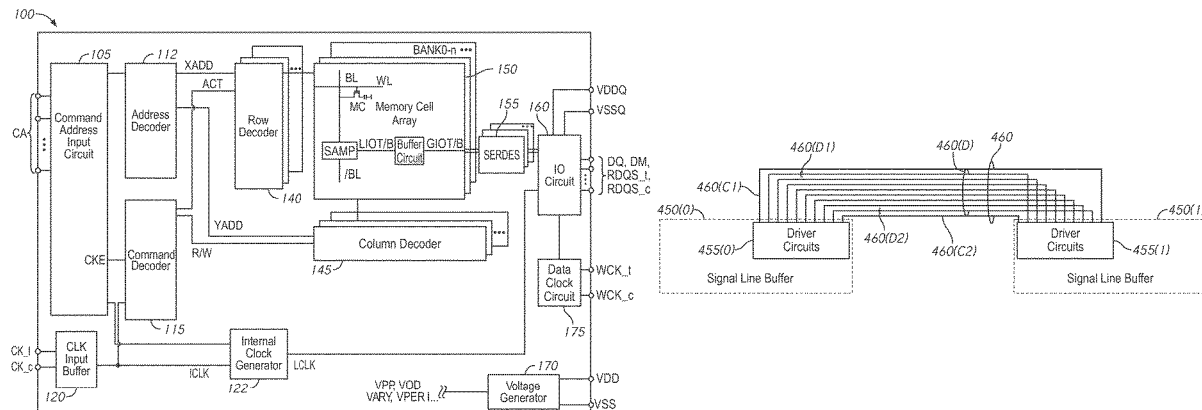 100
105
Command
Address
Input
Circuit
CA
112
Address
Decoder
XADD
ACT
Row
Decoder
140
BANK0-n
150
BL
WL
MC
Memory Cell
Array
SAMP
LIOT/B
Buffer
Circuit
GIOT/B
/BL
155
SERDES
160
IO
Circuit
VDDQ
VSSQ
DQ, DM,
RDQS_t,
RDQS_c
CKE
Command
Decoder
115
R/W
YADD
Column Decoder
145
Data
Clock
Circuit
175
WCK_t
WCK_c
CK_t
CK_c
CLK
Input
Buffer
120
ICLK
Internal
Clock
Generator
122
LCLK
VPP, VOD
VARY, VPER I...
170
Voltage
Generator
VDD
VSS
460(D1)
460(D)
460
460(C1)
450(0)
450(1)
455(0)
Driver
Circuits
460(D2)
460(C2)
Driver
Circuits
455(1)
Signal Line Buffer
Signal Line Buffer